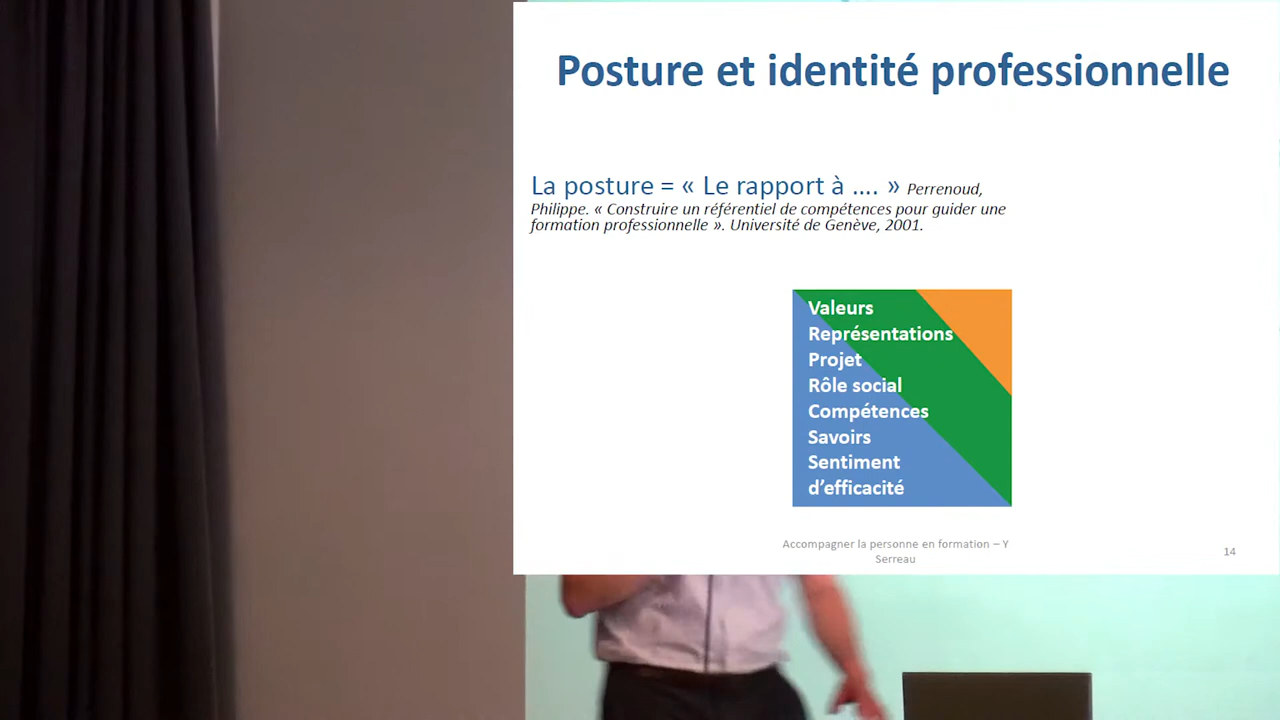 Posture et identité professionnelle
La posture = « Le rapport à .... » Perrenoud,
Philippe. « Construire un référentiel de compétences pour guider une
formation professionnelle ». Université de Genève, 2001.
Valeurs
Représentations
Projet
Rôle social
Compétences
Savoirs
Sentiment
d’efficacité
Accompagner la personne en formation – Y
Serreau
14